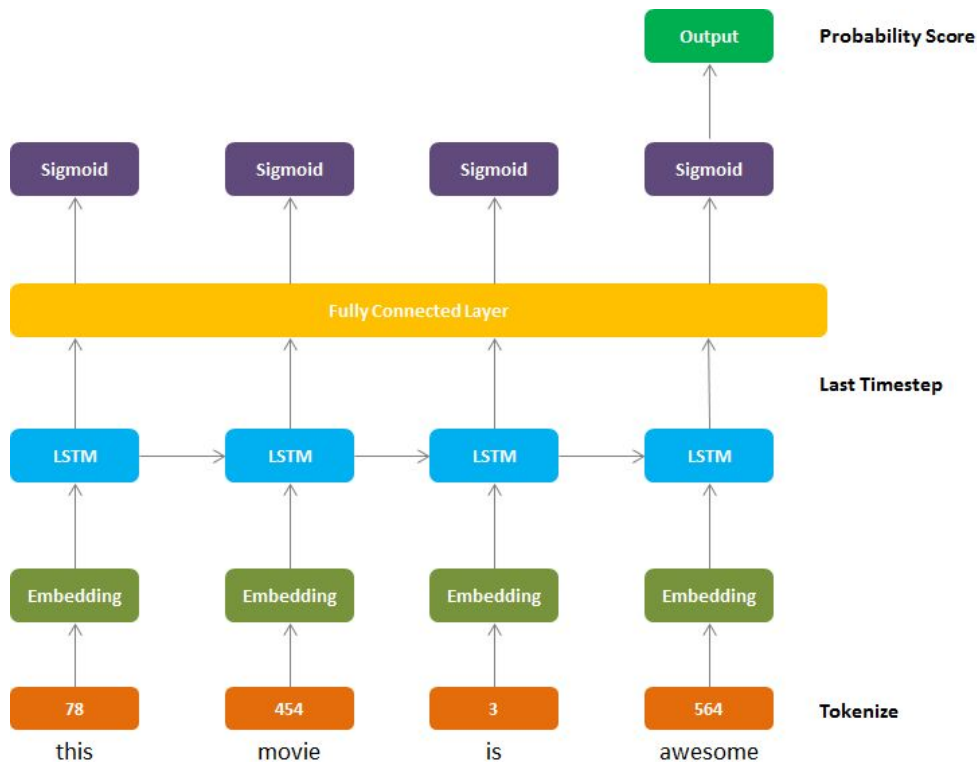 Output Probability Score
Sigmoid Sigmoid Sigmoid Sigmoid
Fully Connected Layer
Last Timestep
LSTM LSTM LSTM LSTM
Embedding Embedding Embedding Embedding
78 454 3 564 Tokenize
this movie is awesome